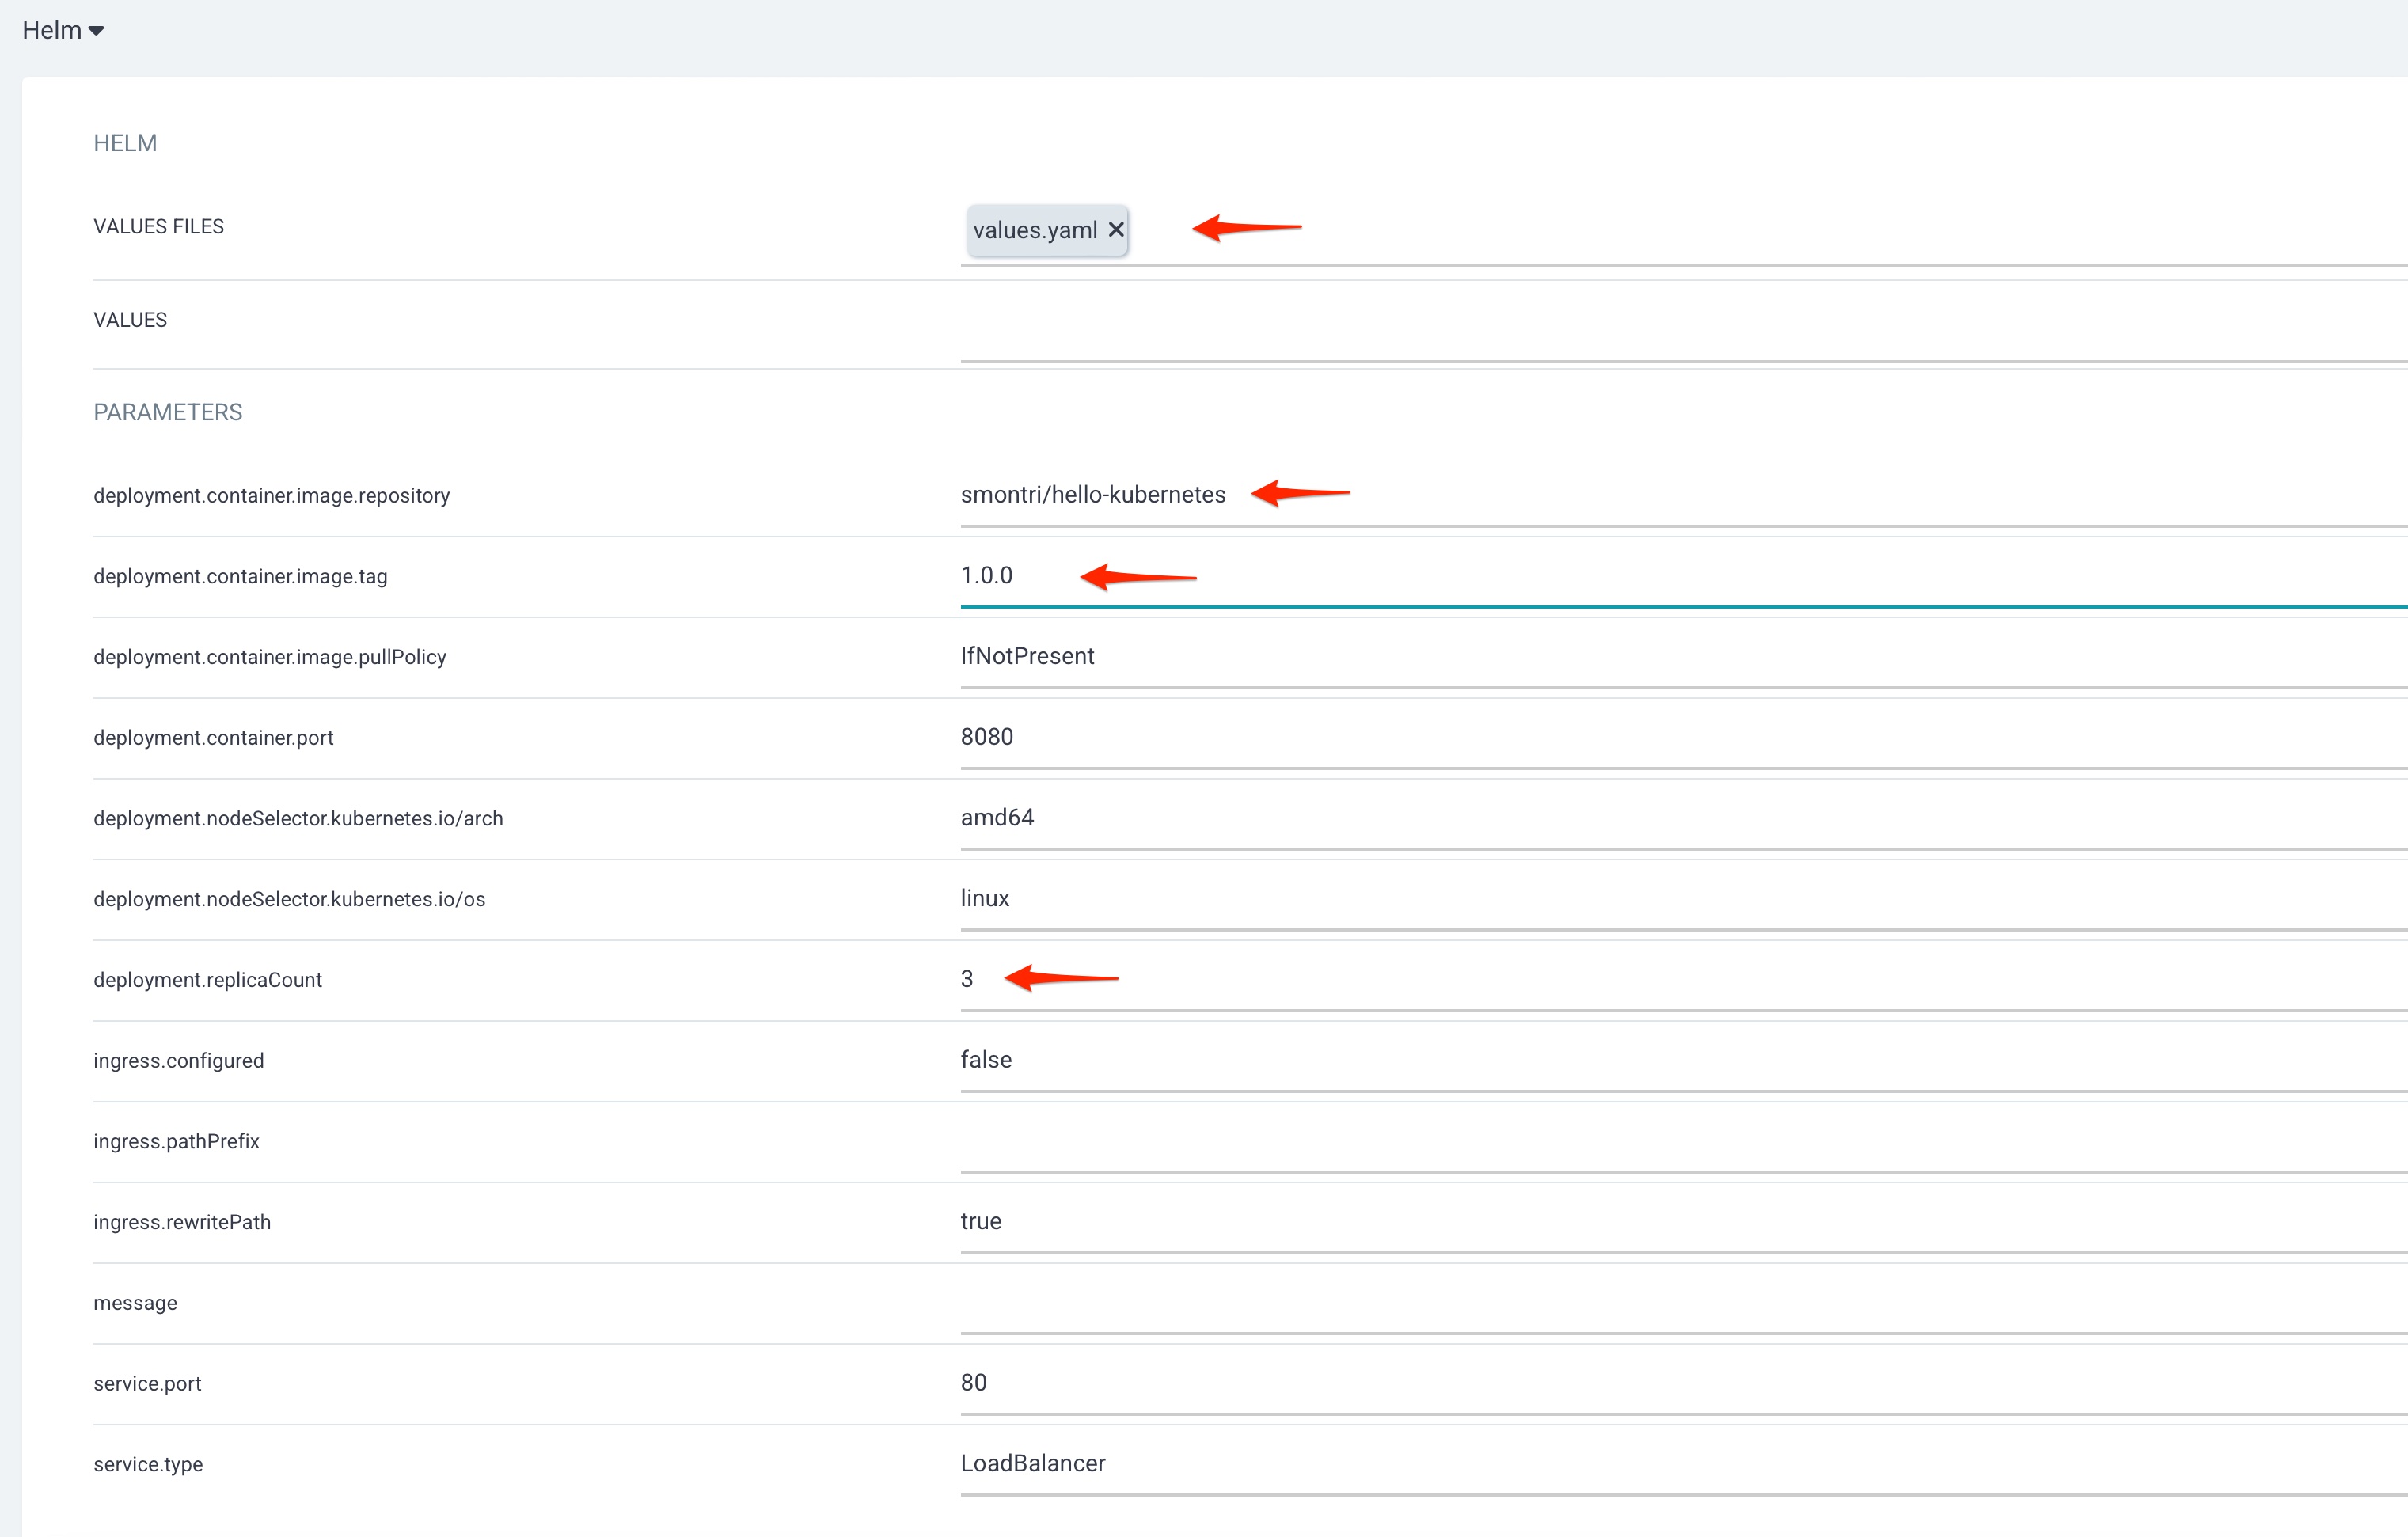 Helm
HELM
VALUES FILES values.yaml
VALUES
PARAMETERS
deployment.container.image.repository smontri/hello-kubernetes
deployment.container.image.tag 1.0.0
deployment.container.image.pullPolicy IfNotPresent
deployment.container.port 8080
deployment.nodeSelector.kubernetes.io/arch amd64
deployment.nodeSelector.kubernetes.io/os linux
deployment.replicaCount 3
ingress.configured false
ingress.pathPrefix
ingress.rewritePath true
message
service.port 80
service.type LoadBalancer